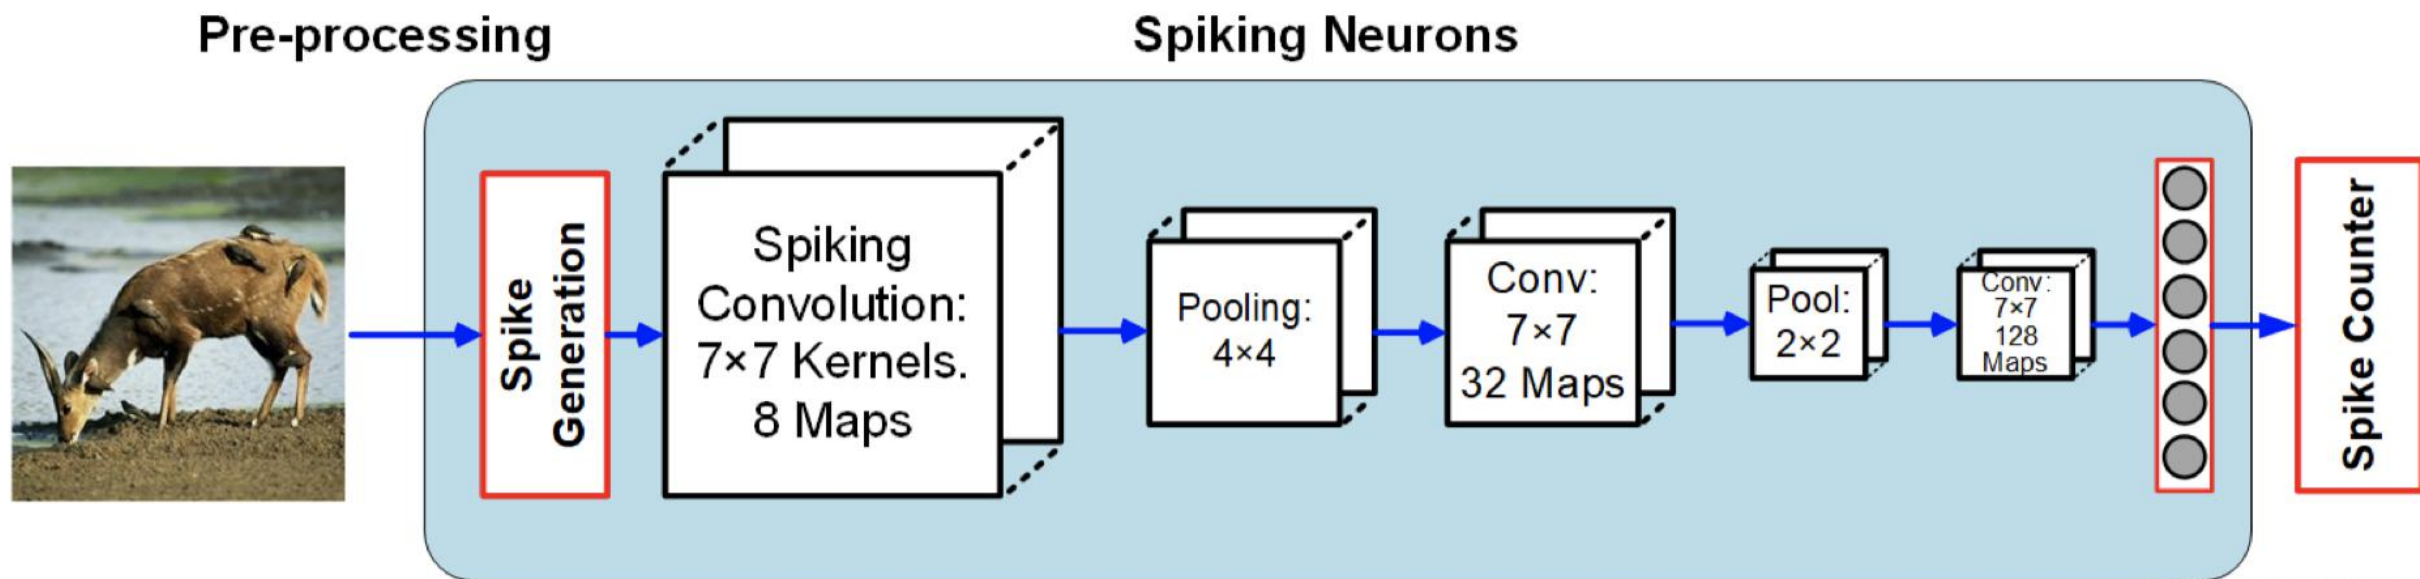 Pre-processing
Spiking Neurons
Spike
Generation
Spiking
Convolution:
7×7 Kernels.
8 Maps
Pooling:
4×4
Conv:
7×7
32 Maps
Pool:
2×2
Conv:
7×7
128
Maps
Spike Counter